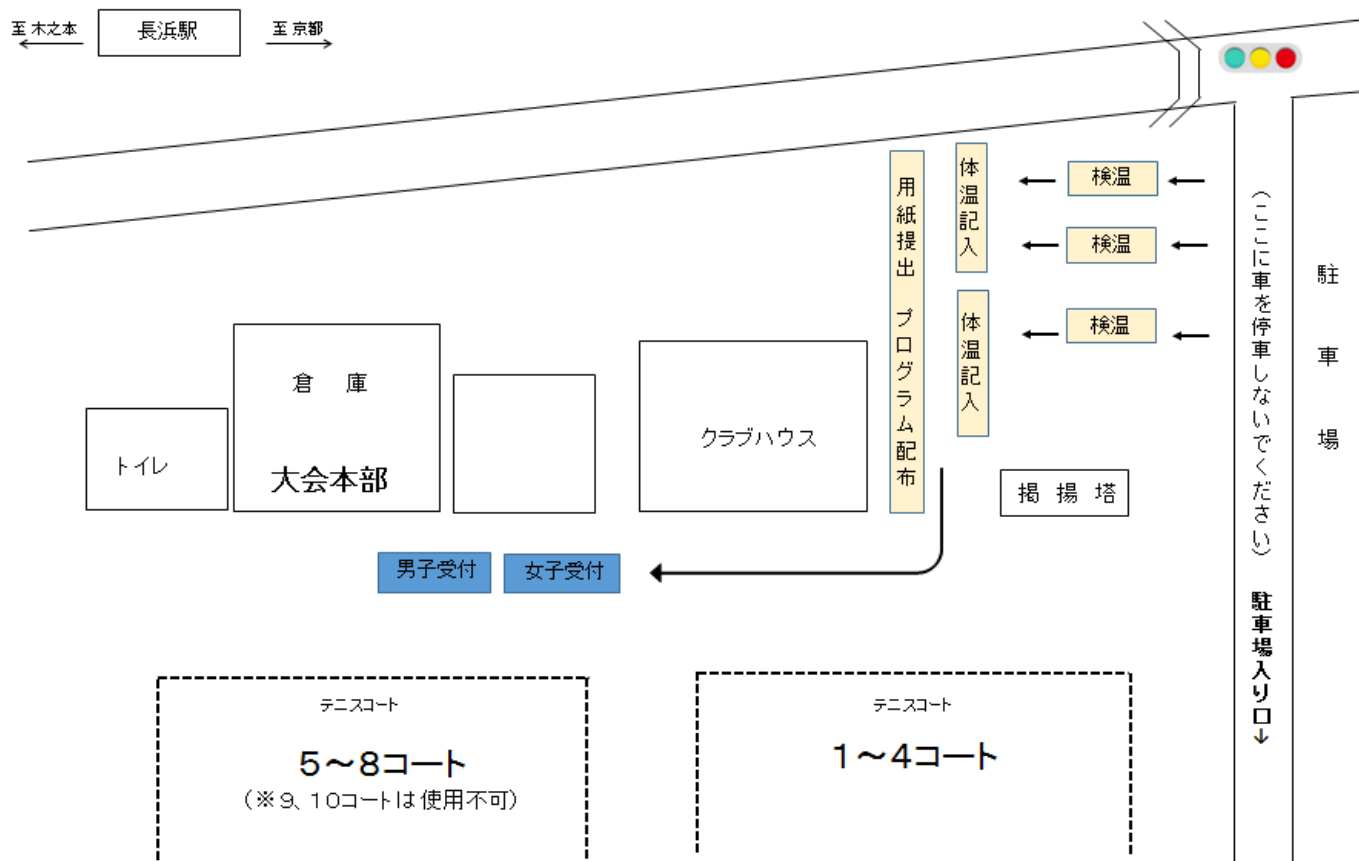 至 木之本
長浜駅
至 京都
用紙提出　プログラム配布
体温記入
検温
検温
体温記入
検温
（ここに車を停車しないでください）　駐車場入り口↓
駐　車　場
倉　庫
大会本部
トイレ
クラブハウス
掲　揚　塔
男子受付
女子受付
テニスコート
５～８コート
（※９、１０コートは使用不可）
テニスコート
１～４コート